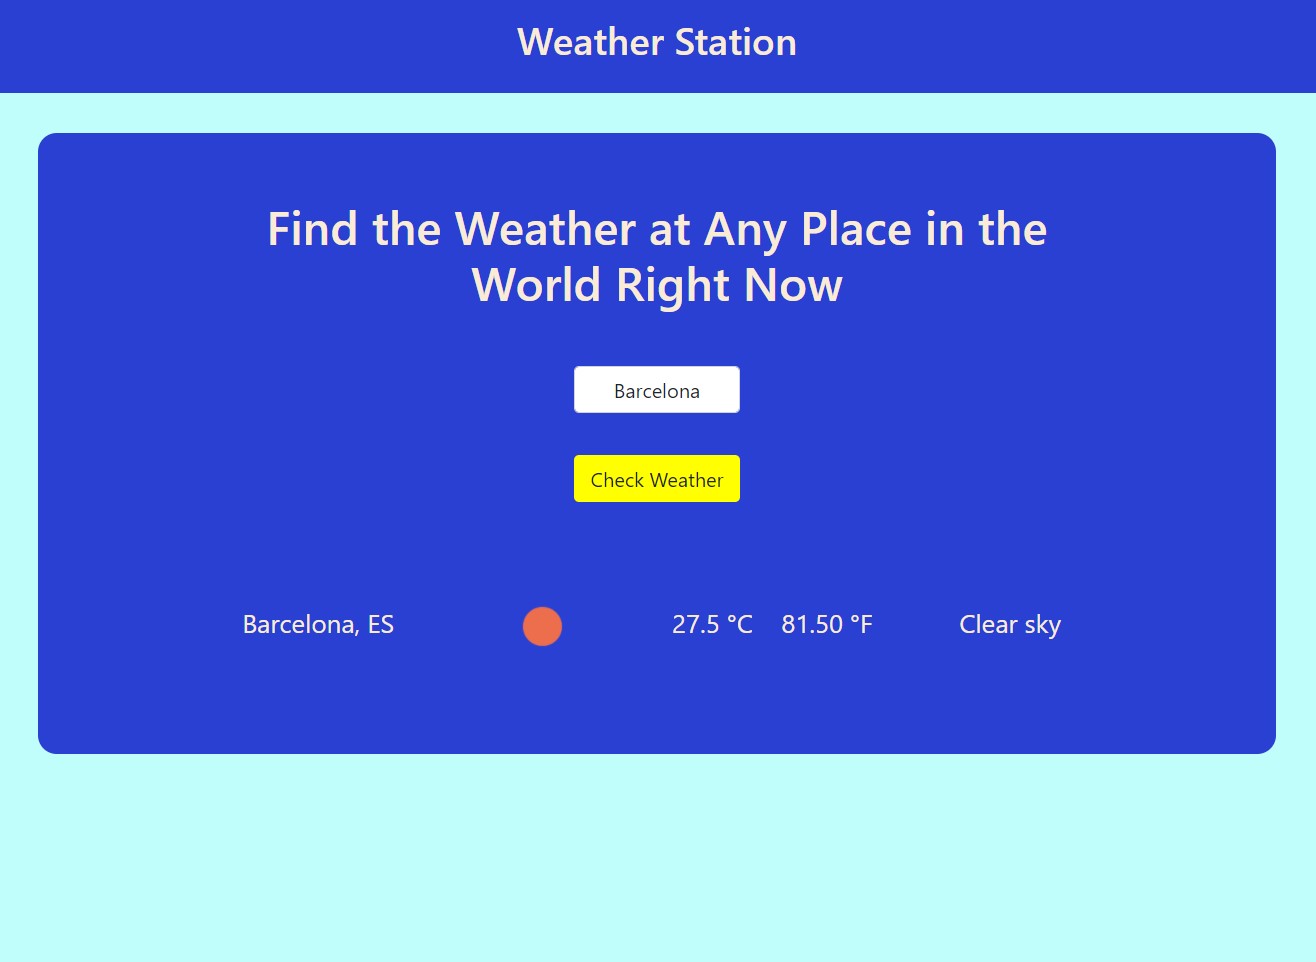 Weather Station
Find the Weather at Any Place in the
World Right Now
Barcelona
Check Weather
Barcelona, ES 27.5 °C 81.50 °F Clear sky